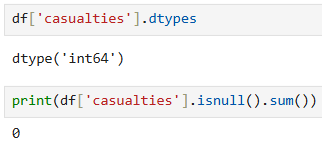 df['casualties'].dtypes
dtype('int64')
print(df['casualties'].isnull().sum())
0